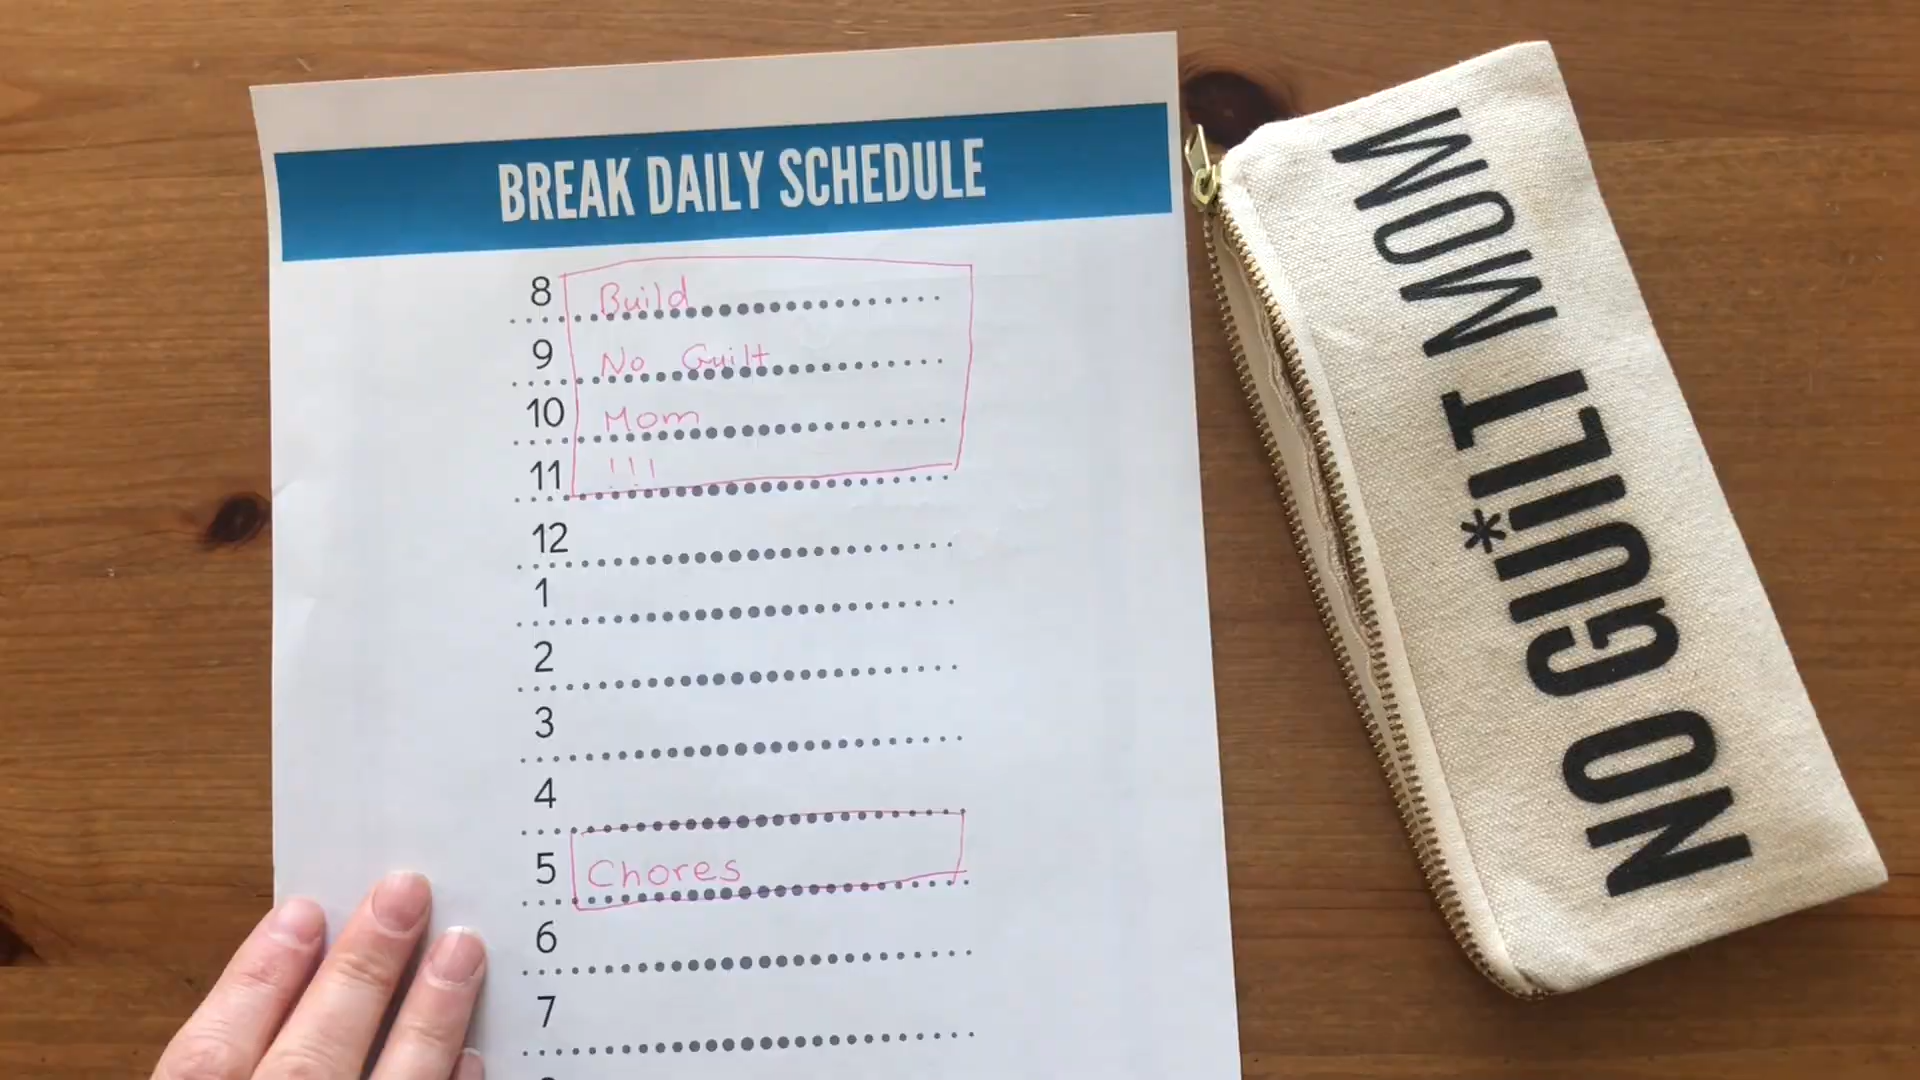 BREAK DAILY SCHEDULE
8 Build
9 No Guilt
10 Mom
11 !!!
12
1
2
3
4
5 Chores
6
7
NO GUILT MOM
*